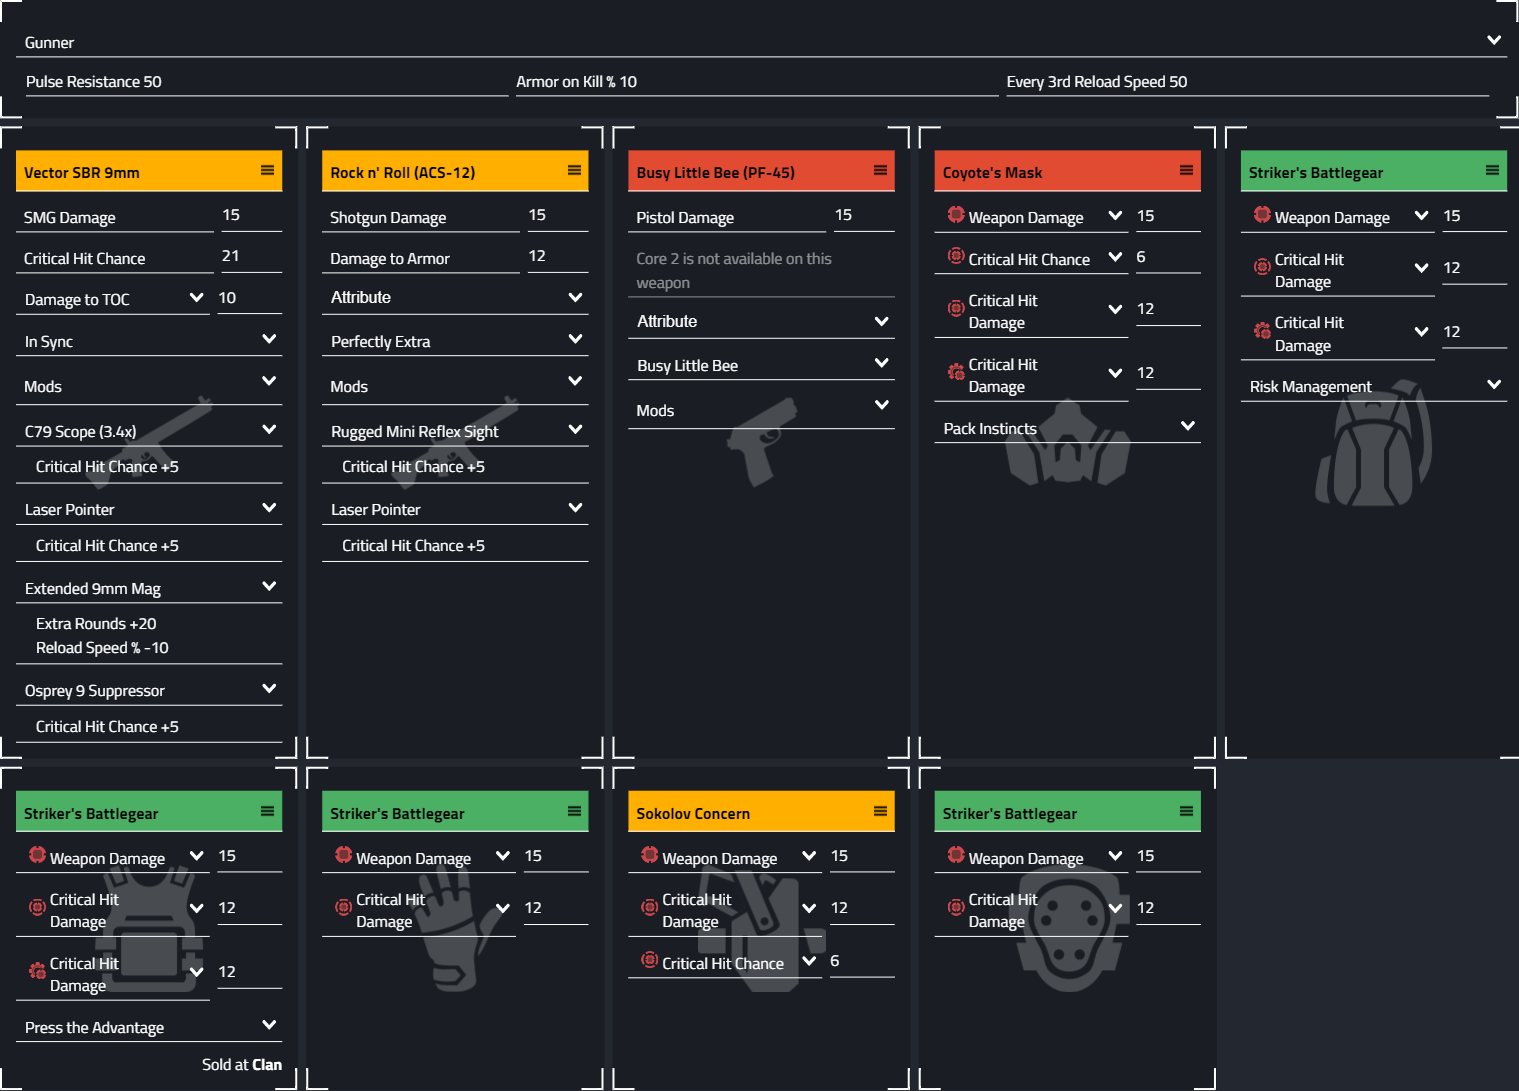 Gunner
Pulse Resistance 50
Armor on Kill % 10
Every 3rd Reload Speed 50
Vector SBR 9mm
SMG Damage 15
Critical Hit Chance 21
Damage to TOC 10
In Sync
Mods
C79 Scope (3.4x)
Critical Hit Chance +5
Laser Pointer
Critical Hit Chance +5
Extended 9mm Mag
Extra Rounds +20
Reload Speed % -10
Osprey 9 Suppressor
Critical Hit Chance +5
Rock n' Roll (ACS-12)
Shotgun Damage 15
Damage to Armor 12
Attribute
Perfectly Extra
Mods
Rugged Mini Reflex Sight
Critical Hit Chance +5
Laser Pointer
Critical Hit Chance +5
Busy Little Bee (PF-45)
Pistol Damage 15
Core 2 is not available on this
weapon
Attribute
Busy Little Bee
Mods
Coyote's Mask
Weapon Damage 15
Critical Hit Chance 6
Critical Hit
Damage 12
Critical Hit
Damage 12
Pack Instincts
Striker's Battlegear
Weapon Damage 15
Critical Hit
Damage 12
Critical Hit
Damage 12
Risk Management
Striker's Battlegear
Weapon Damage 15
Critical Hit
Damage 12
Critical Hit
Damage 12
Press the Advantage
Sold at Clan
Striker's Battlegear
Weapon Damage 15
Critical Hit
Damage 12
Sokolov Concern
Weapon Damage 15
Critical Hit
Damage 12
Critical Hit Chance 6
Striker's Battlegear
Weapon Damage 15
Critical Hit
Damage 12